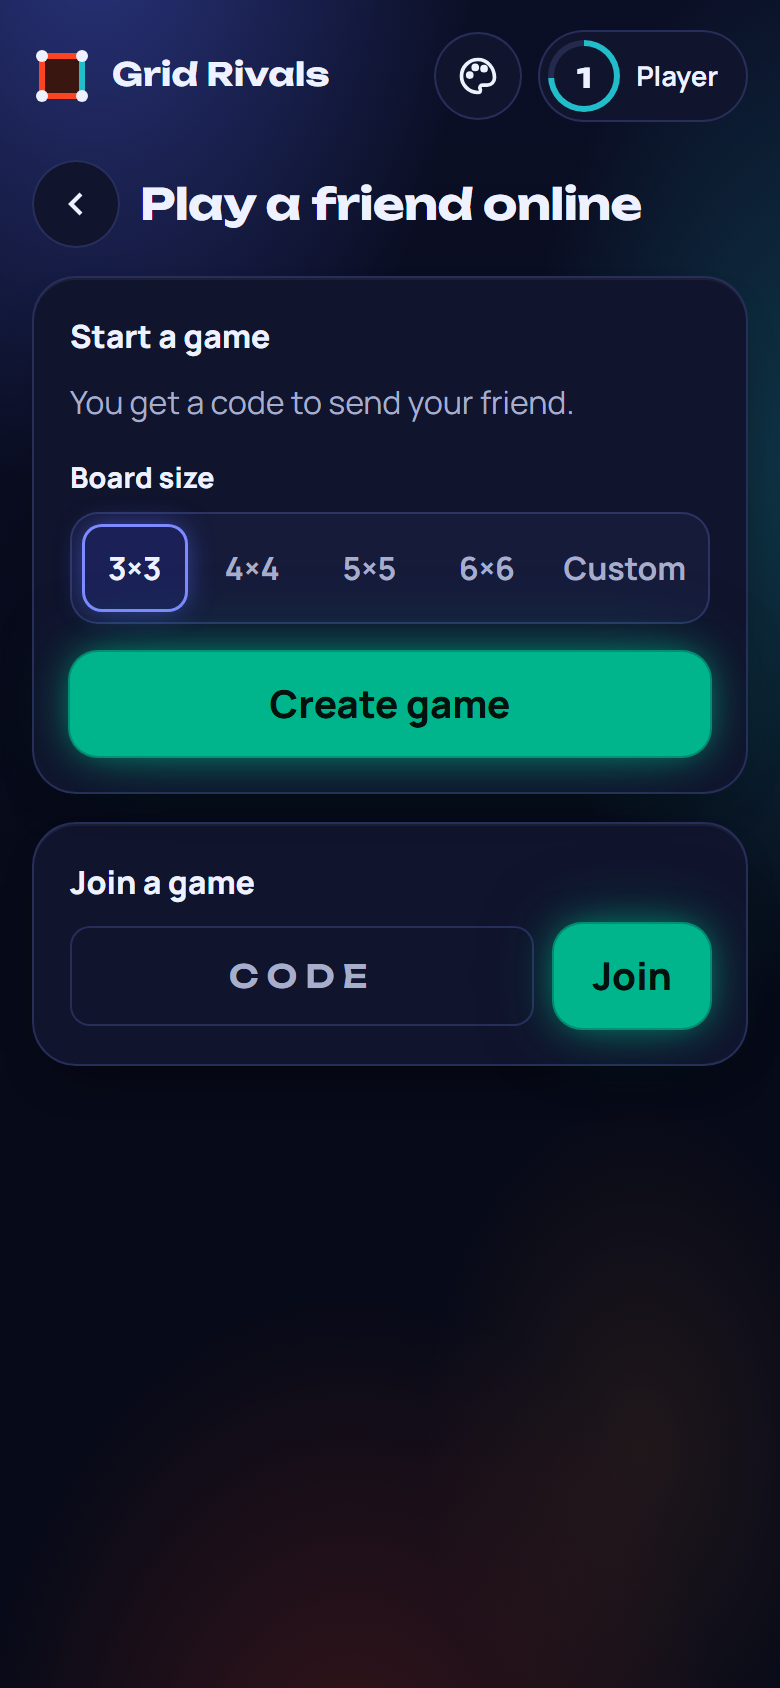 Grid Rivals
1 Player
Play a friend online
Start a game
You get a code to send your friend.
Board size
3×3 4×4 5×5 6×6 Custom
Create game
Join a game
CODE Join